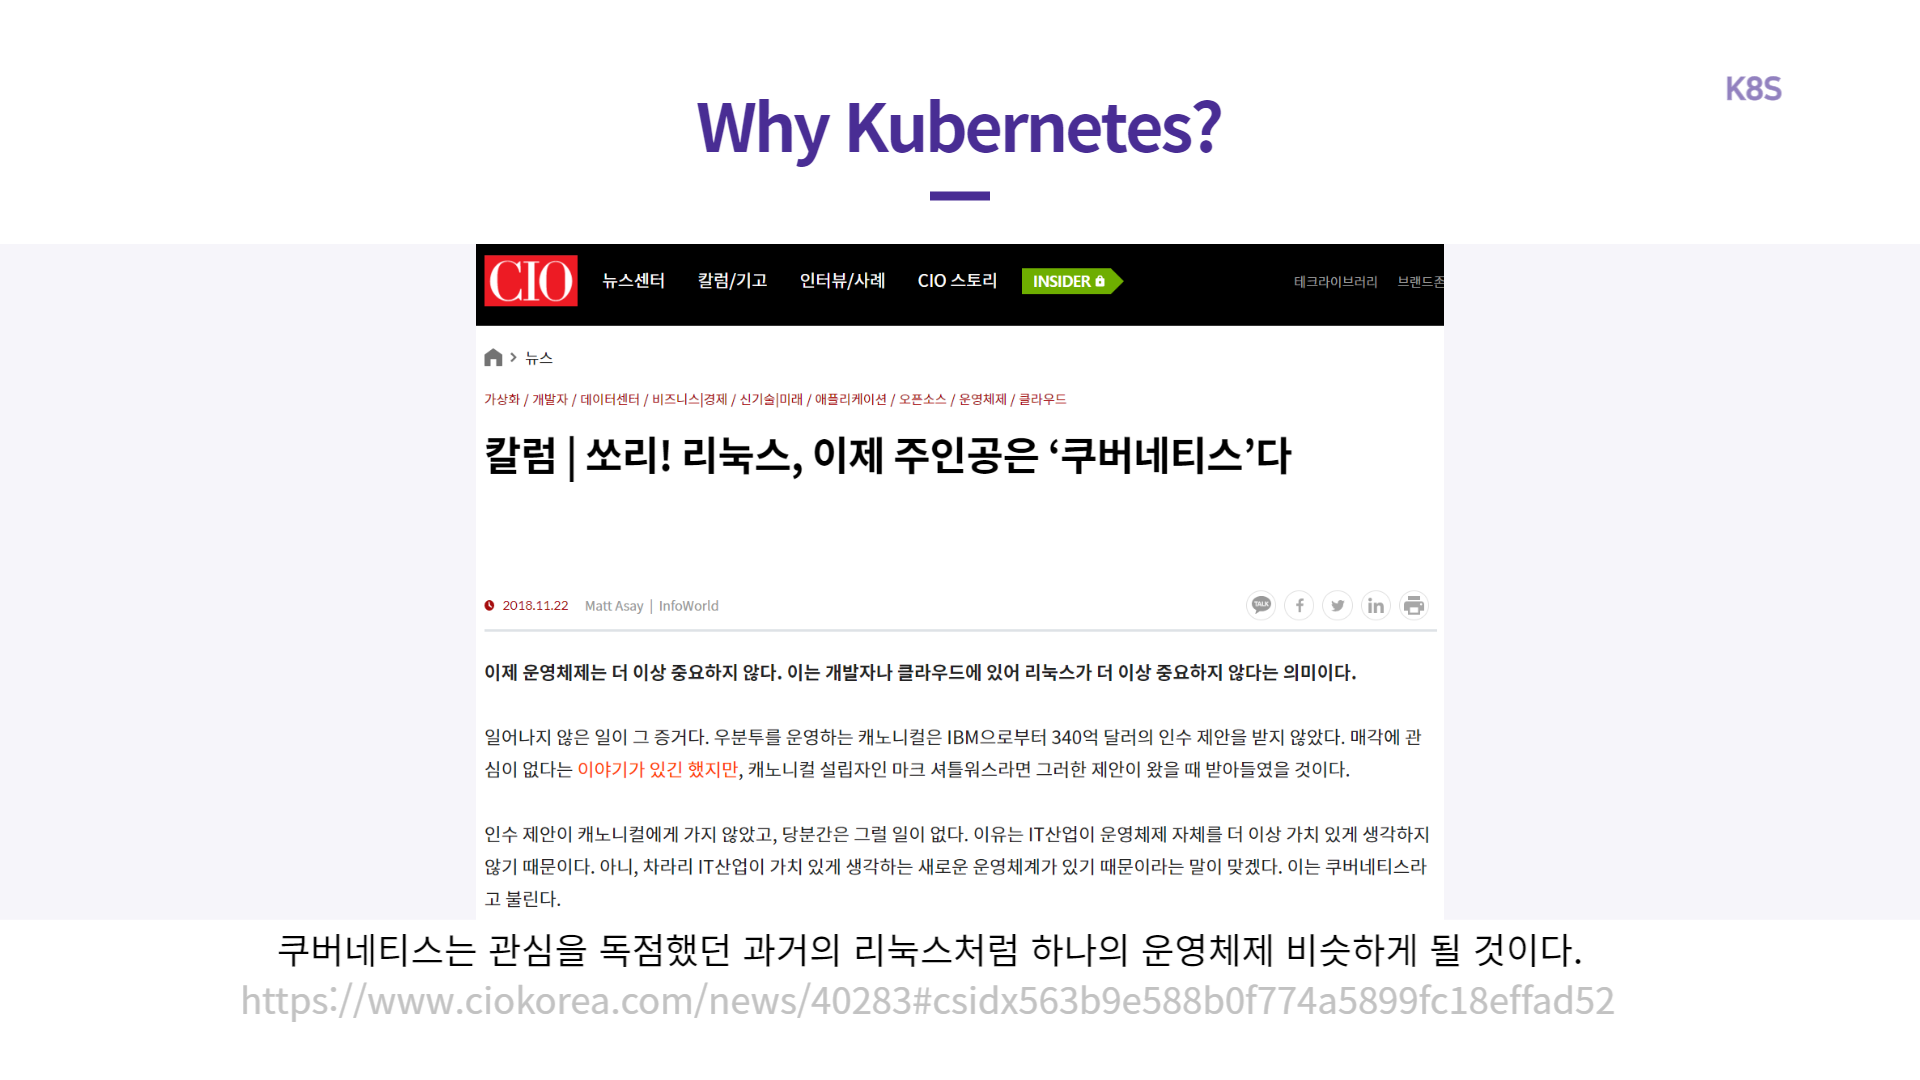 K8S
Why Kubernetes?
CIO 뉴스센터 칼럼/기고 인터뷰/사례 CIO 스토리 INSIDER 테크라이브러리 브랜드존
뉴스
가상화 / 개발자 / 데이터센터 / 비즈니스|경제 / 신기술|미래 / 애플리케이션 / 오픈소스 / 운영체제 / 클라우드
칼럼 | 쏘리! 리눅스, 이제 주인공은 ‘쿠버네티스’다
2018.11.22 Matt Asay | InfoWorld
TALK
이제 운영체제는 더 이상 중요하지 않다. 이는 개발자나 클라우드에 있어 리눅스가 더 이상 중요하지 않다는 의미이다.
일어나지 않은 일이 그 증거다. 우분투를 운영하는 캐노니컬은 IBM으로부터 340억 달러의 인수 제안을 받지 않았다. 매각에 관
심이 없다는 이야기가 있긴 했지만, 캐노니컬 설립자인 마크 셔틀워스라면 그러한 제안이 왔을 때 받아들였을 것이다.
인수 제안이 캐노니컬에게 가지 않았고, 당분간은 그럴 일이 없다. 이유는 IT산업이 운영체제 자체를 더 이상 가치 있게 생각하지
않기 때문이다. 아니, 차라리 IT산업이 가치 있게 생각하는 새로운 운영체계가 있기 때문이라는 말이 맞겠다. 이는 쿠버네티스라
고 불린다.
쿠버네티스는 관심을 독점했던 과거의 리눅스처럼 하나의 운영체제 비슷하게 될 것이다.
https://www.ciokorea.com/news/40283#csidx563b9e588b0f774a5899fc18effad52